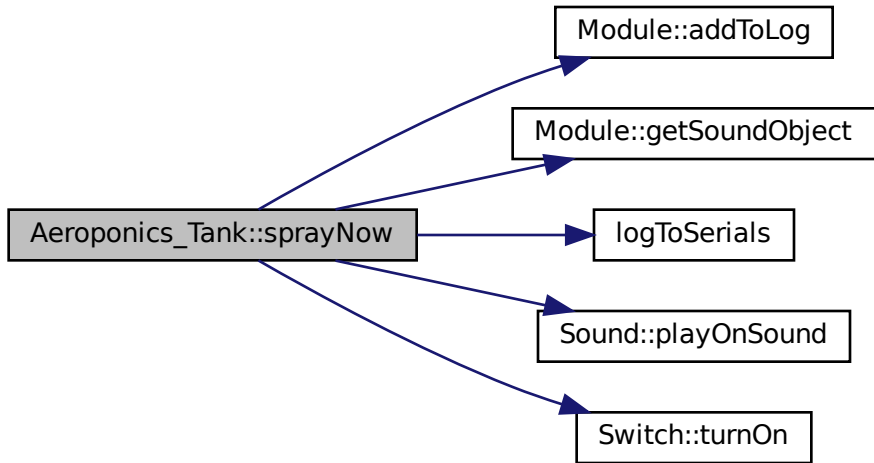 Module::addToLog
Module::getSoundObject
Aeroponics_Tank::sprayNow
logToSerials
Sound::playOnSound
Switch::turnOn